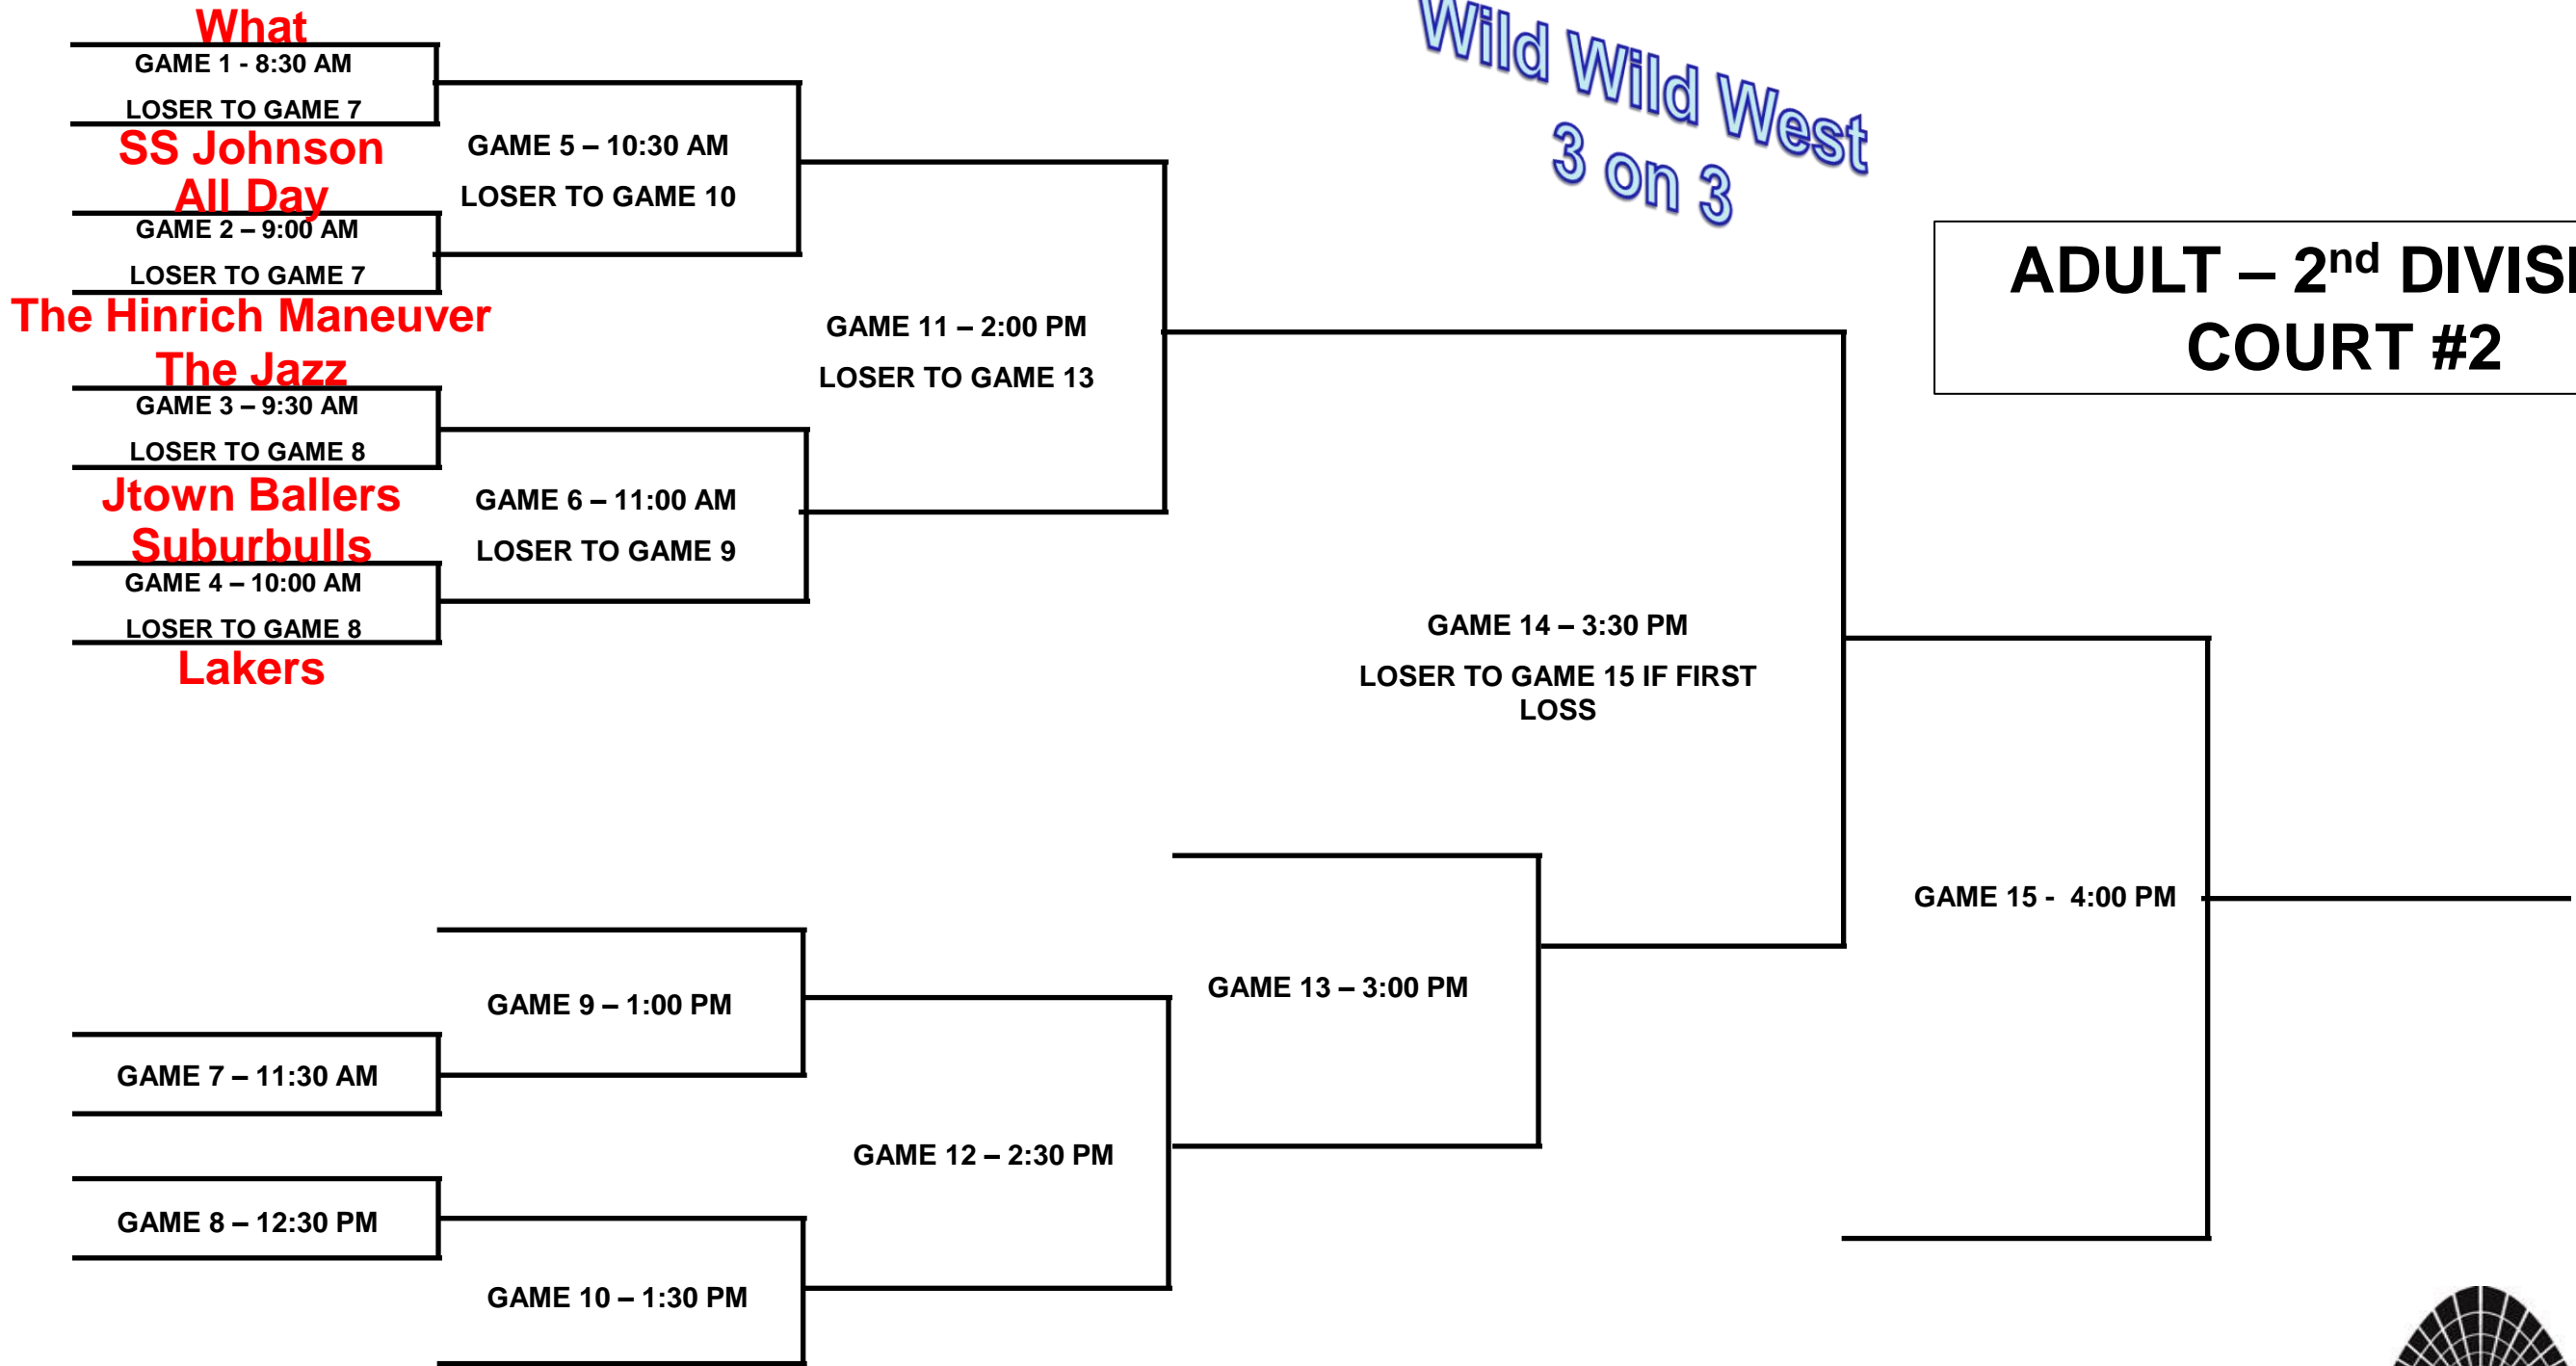 Wild Wild West
3 on 3
ADULT – 2nd DIVISI
COURT #2
What
GAME 1 - 8:30 AM
LOSER TO GAME 7
SS Johnson
All Day
GAME 2 – 9:00 AM
LOSER TO GAME 7
The Hinrich Maneuver
The Jazz
GAME 3 – 9:30 AM
LOSER TO GAME 8
Jtown Ballers
Suburbulls
GAME 4 – 10:00 AM
LOSER TO GAME 8
Lakers
GAME 5 – 10:30 AM
LOSER TO GAME 10
GAME 6 – 11:00 AM
LOSER TO GAME 9
GAME 11 – 2:00 PM
LOSER TO GAME 13
GAME 14 – 3:30 PM
LOSER TO GAME 15 IF FIRST
LOSS
GAME 15 - 4:00 PM
GAME 13 – 3:00 PM
GAME 9 – 1:00 PM
GAME 7 – 11:30 AM
GAME 12 – 2:30 PM
GAME 8 – 12:30 PM
GAME 10 – 1:30 PM